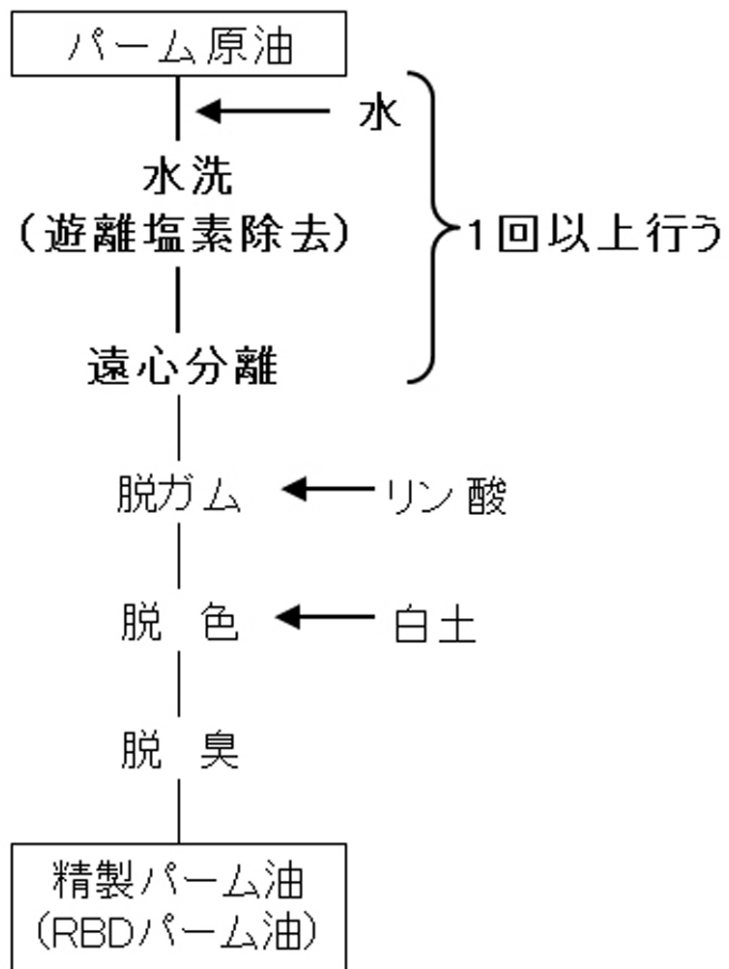 パーム原油
水
水洗
(遊離塩素除去)
1回以上行う
遠心分離
脱ガム
リン酸
脱 色
白土
脱 臭
精製パーム油
(RBDパーム油)